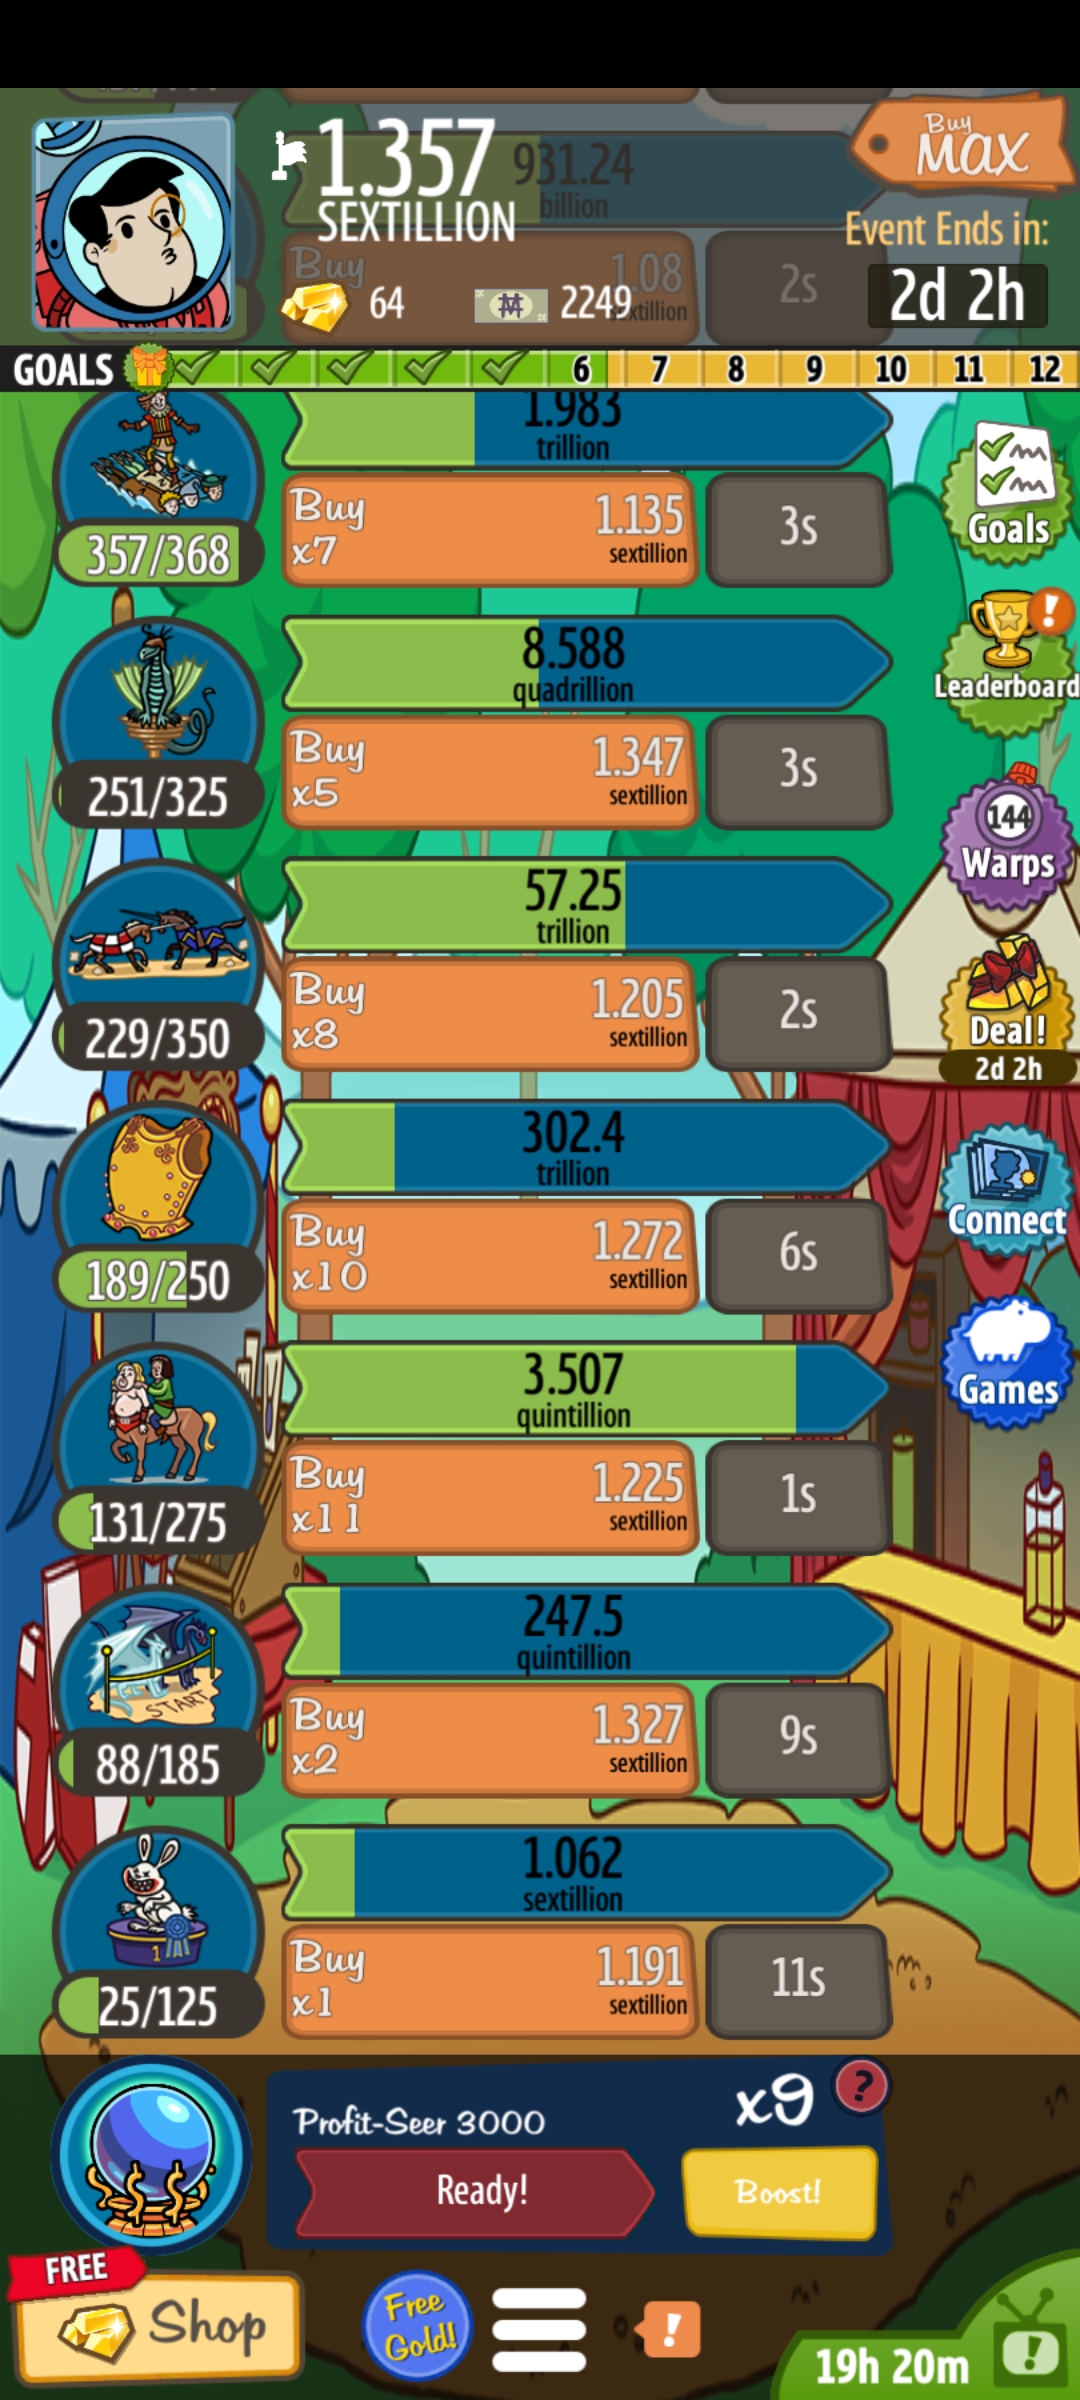 1.357
SEXTILLION
931.24
billion
Buy
MAX
Event Ends in:
2d 2h
64
2249
Buy
1.08
2s
GOALS
6
7
8
9
10
11
12
1.983
trillion
357/368
Buy
x7
1.135
sextillion
3s
Goals
8.588
quadrillion
251/325
Buy
x5
1.347
sextillion
3s
!
Leaderboard
57.25
trillion
229/350
Buy
x8
1.205
sextillion
2s
144
Warps
Deal!
2d 2h
302.4
trillion
189/250
Buy
x10
1.272
sextillion
6s
Connect
3.507
quintillion
131/275
Buy
x11
1.225
sextillion
1s
Games
247.5
quintillion
START
88/185
Buy
x2
1.327
sextillion
9s
1.062
sextillion
1
25/125
Buy
x1
1.191
sextillion
11s
Profit-Seer 3000
x9
?
Ready!
Boost!
FREE
Shop
Free
Gold!
!
19h 20m
!